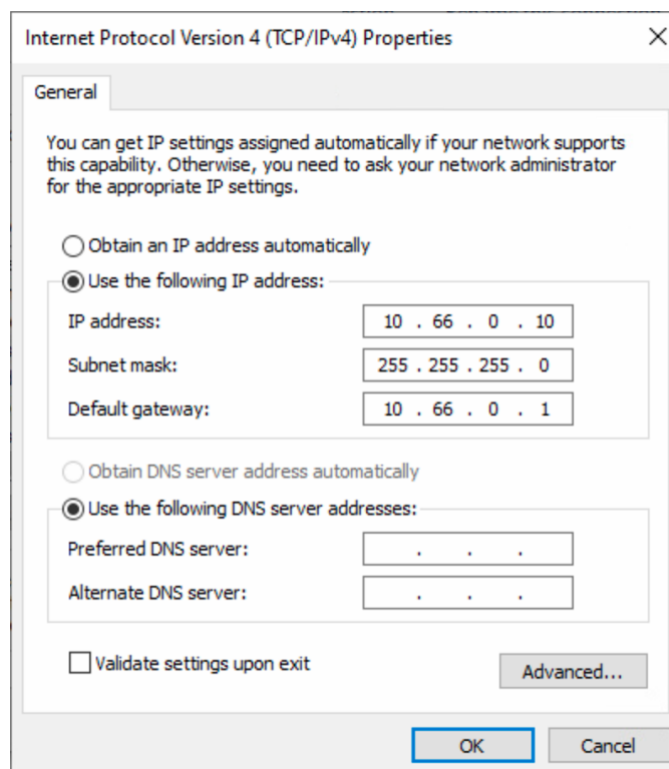 Internet Protocol Version 4 (TCP/IPv4) Properties
General
You can get IP settings assigned automatically if your network supports
this capability. Otherwise, you need to ask your network administrator
for the appropriate IP settings.
Obtain an IP address automatically
Use the following IP address:
IP address: 10 . 66 . 0 . 10
Subnet mask: 255 . 255 . 255 . 0
Default gateway: 10 . 66 . 0 . 1
Obtain DNS server address automatically
Use the following DNS server addresses:
Preferred DNS server: . . .
Alternate DNS server: . . .
Validate settings upon exit
Advanced...
OK Cancel